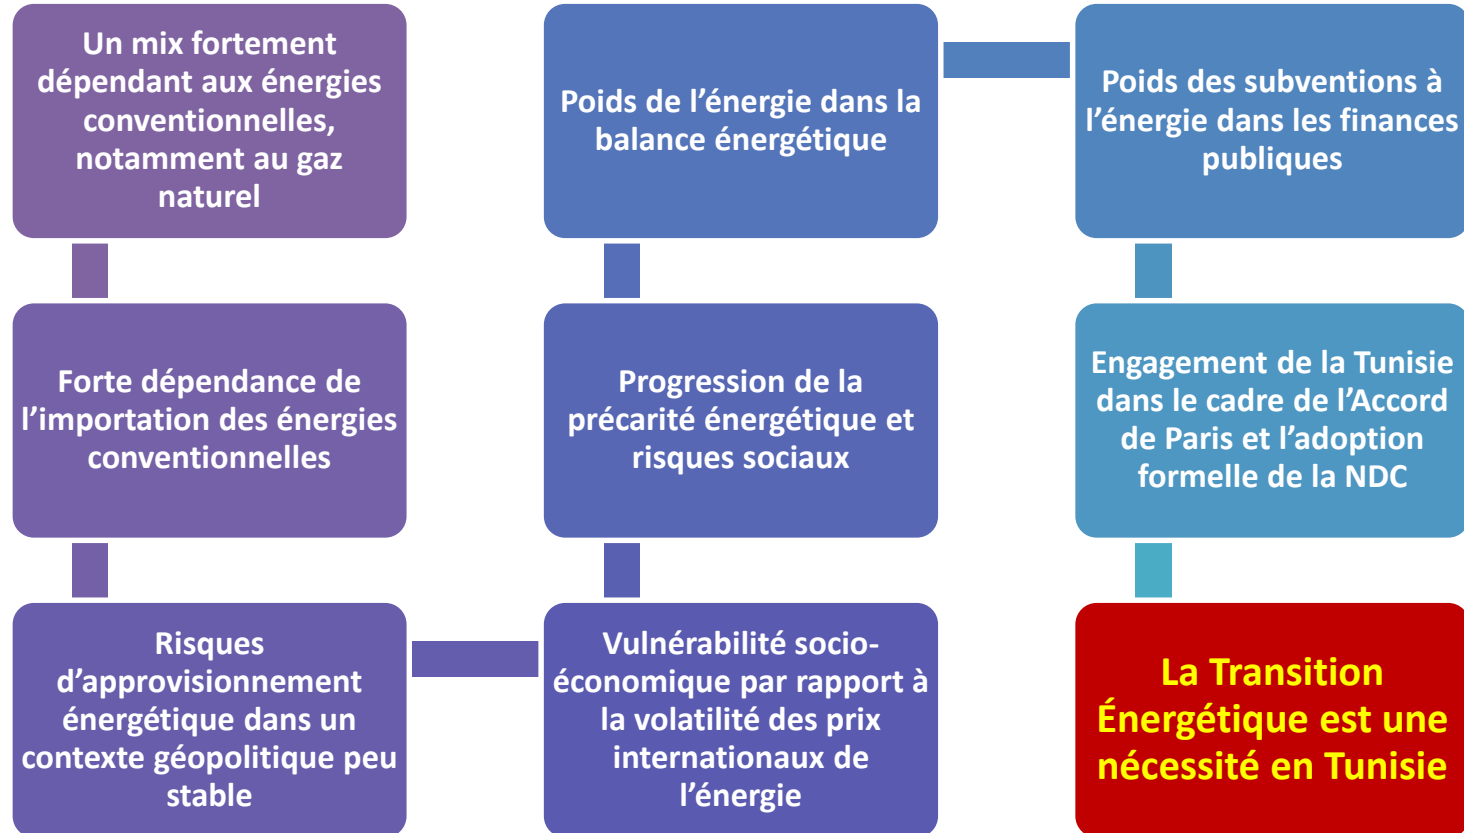 Un mix fortement
dépendant aux énergies
conventionnelles,
notamment au gaz
naturel
Forte dépendance de
l’importation des énergies
conventionnelles
Risques
d’approvisionnement
énergétique dans un
contexte géopolitique peu
stable
Vulnérabilité socio-
économique par rapport à
la volatilité des prix
internationaux de
l’énergie
Progression de la
précarité énergétique et
risques sociaux
Poids de l’énergie dans la
balance énergétique
Poids des subventions à
l’énergie dans les finances
publiques
Engagement de la Tunisie
dans le cadre de l’Accord
de Paris et l’adoption
formelle de la NDC
La Transition
Énergétique est une
nécessité en Tunisie